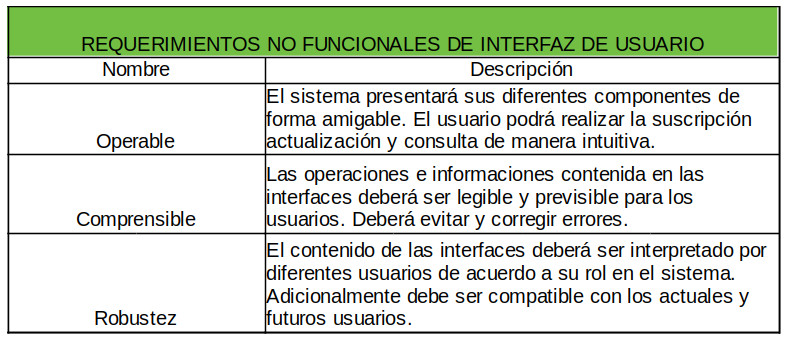 REQUERIMIENTOS NO FUNCIONALES DE INTERFAZ DE USUARIO
Nombre Descripción
El sistema presentará sus diferentes componentes de
forma amigable. El usuario podrá realizar la suscripción
Operable actualización y consulta de manera intuitiva.
Las operaciones e informaciones contenida en las
interfaces deberá ser legible y previsible para los
Comprensible usuarios. Deberá evitar y corregir errores.
El contenido de las interfaces deberá ser interpretado por
diferentes usuarios de acuerdo a su rol en el sistema.
Adicionalmente debe ser compatible con los actuales y
Robustez futuros usuarios.